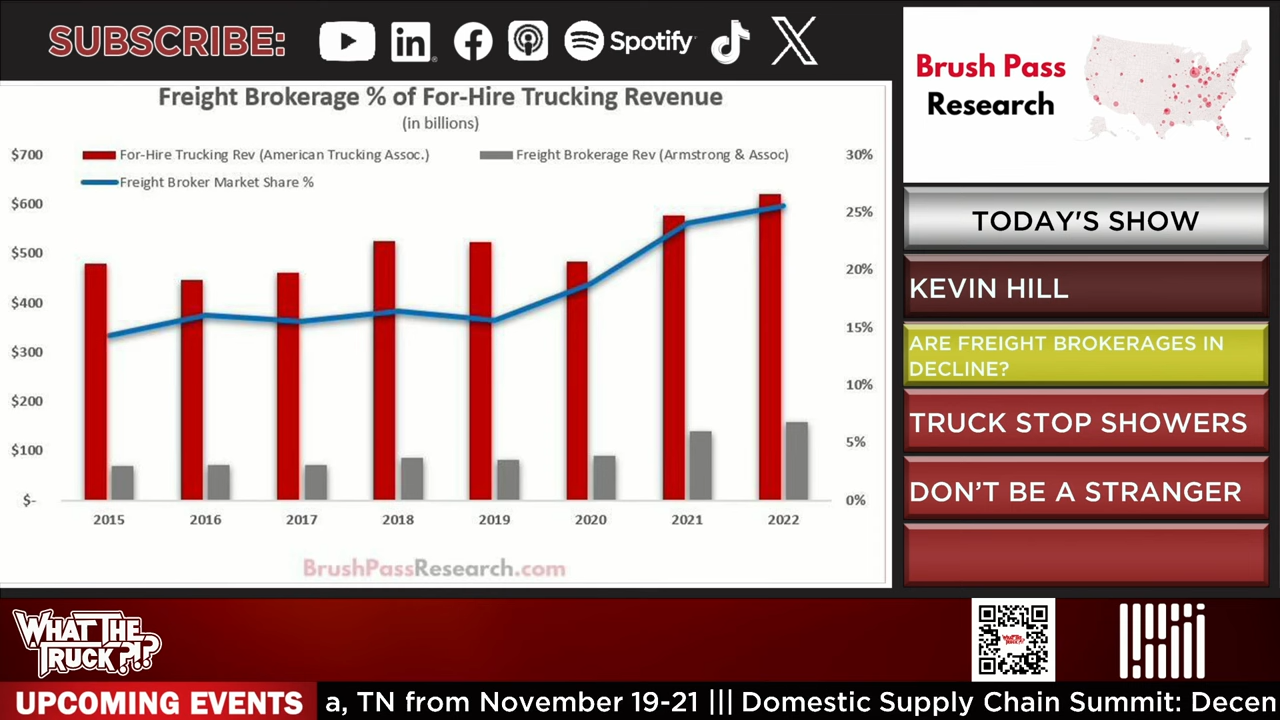 SUBSCRIBE:
in
Spotify
Freight Brokerage % of For-Hire Trucking Revenue
(in billions)
For-Hire Trucking Rev (American Trucking Assoc.)
Freight Brokerage Rev (Armstrong & Assoc)
Freight Broker Market Share %
$700
$600
$500
$400
$300
$200
$100
$-
30%
25%
20%
15%
10%
5%
0%
2015 2016 2017 2018 2019 2020 2021 2022
BrushPassResearch.com
Brush Pass
Research
TODAY'S SHOW
KEVIN HILL
ARE FREIGHT BROKERAGES IN
DECLINE?
TRUCK STOP SHOWERS
DON’T BE A STRANGER
WHAT THE
TRUCK?!?
UPCOMING EVENTS
a, TN from November 19-21 ||| Domestic Supply Chain Summit: Decen